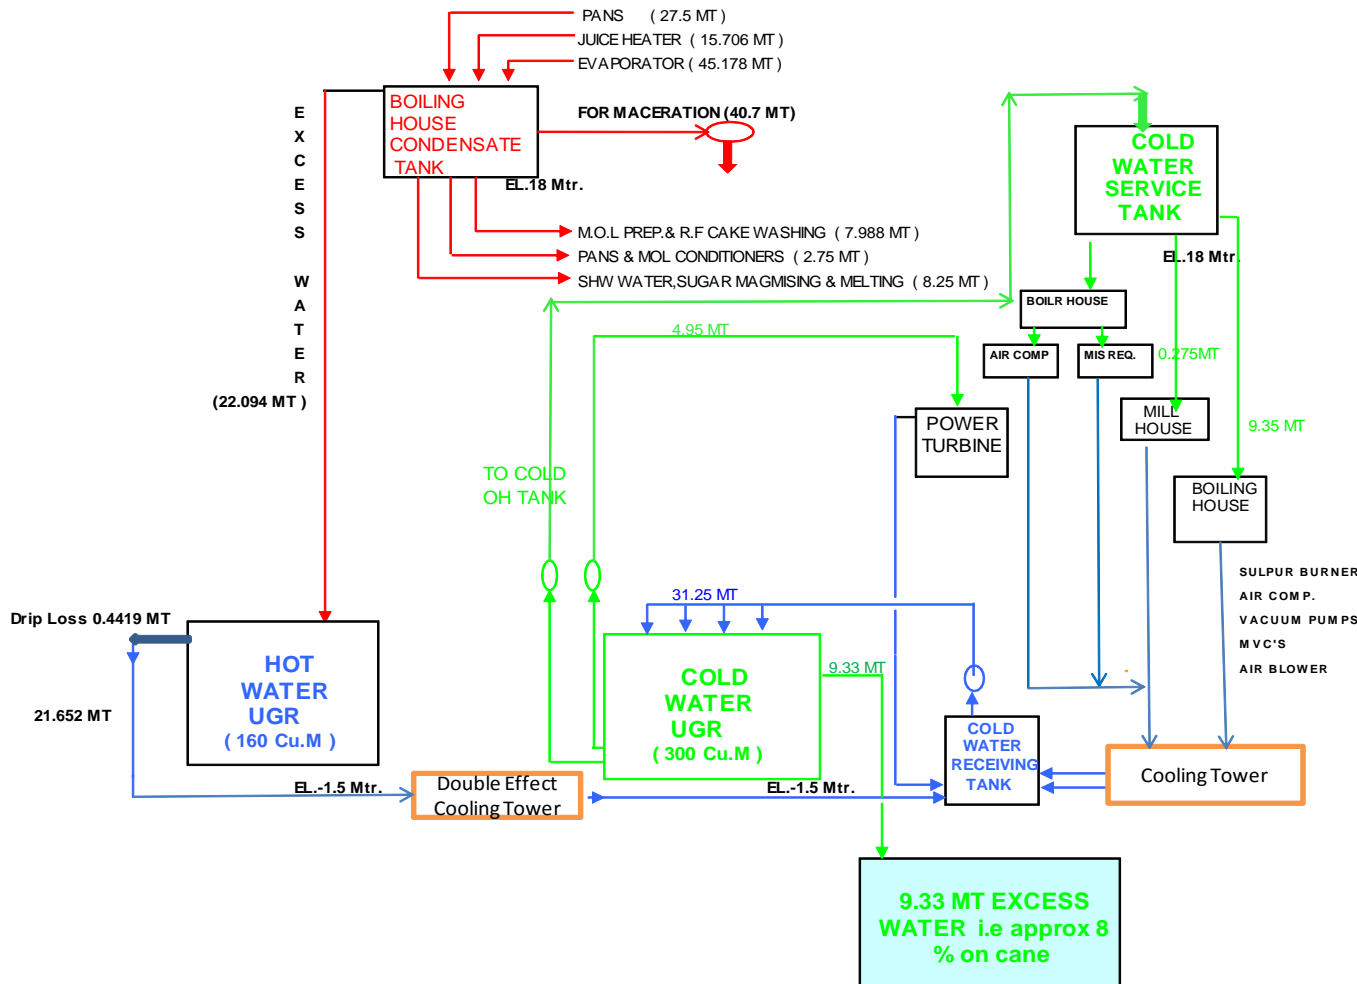 PANS ( 27.5 MT )
JUICE HEATER ( 15.706 MT )
EVAPORATOR ( 45.178 MT )
BOILING
HOUSE
CONDENSATE
TANK
EL.18 Mtr.
FOR MACERATION (40.7 MT)
EXCESS WATER
(22.094 MT )
M.O.L PREP.& R.F CAKE WASHING ( 7.988 MT )
PANS & MOL CONDITIONERS ( 2.75 MT )
SHW WATER,SUGAR MAGMISING & MELTING ( 8.25 MT )
COLD
WATER
SERVICE
TANK
EL.18 Mtr.
BOILR HOUSE
AIR COMP
MIS REQ.
0.275MT
MILL
HOUSE
9.35 MT
BOILING
HOUSE
4.95 MT
POWER
TURBINE
TO COLD
OH TANK
SULPUR BURNER
AIR COMP.
VACUUM PUMPS
MVC'S
AIR BLOWER
Drip Loss 0.4419 MT
21.652 MT
HOT
WATER
UGR
( 160 Cu.M )
31.25 MT
COLD
WATER
UGR
( 300 Cu.M )
9.33 MT
COLD
WATER
RECEIVING
TANK
Cooling Tower
EL.-1.5 Mtr.
Double Effect
Cooling Tower
EL.-1.5 Mtr.
9.33 MT EXCESS
WATER i.e approx 8
% on cane